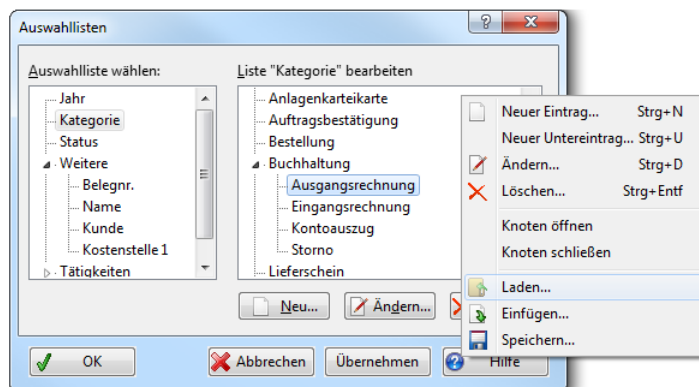 Auswahllisten
Auswahlliste wählen:
Jahr
Kategorie
Status
Weitere
Belegnr.
Name
Kunde
Kostenstelle 1
Tätigkeiten
Liste "Kategorie" bearbeiten
Anlagenkarteikarte
Auftragsbestätigung
Bestellung
Buchhaltung
Ausgangsrechnung
Eingangsrechnung
Kontoauszug
Storno
Lieferschein
Neu...
Ändern...
OK
Abbrechen
Übernehmen
Hilfe
Neuer Eintrag... Strg+N
Neuer Untereintrag... Strg+U
Ändern... Strg+D
Löschen... Strg+Entf
Knoten öffnen
Knoten schließen
Laden...
Einfügen...
Speichern...